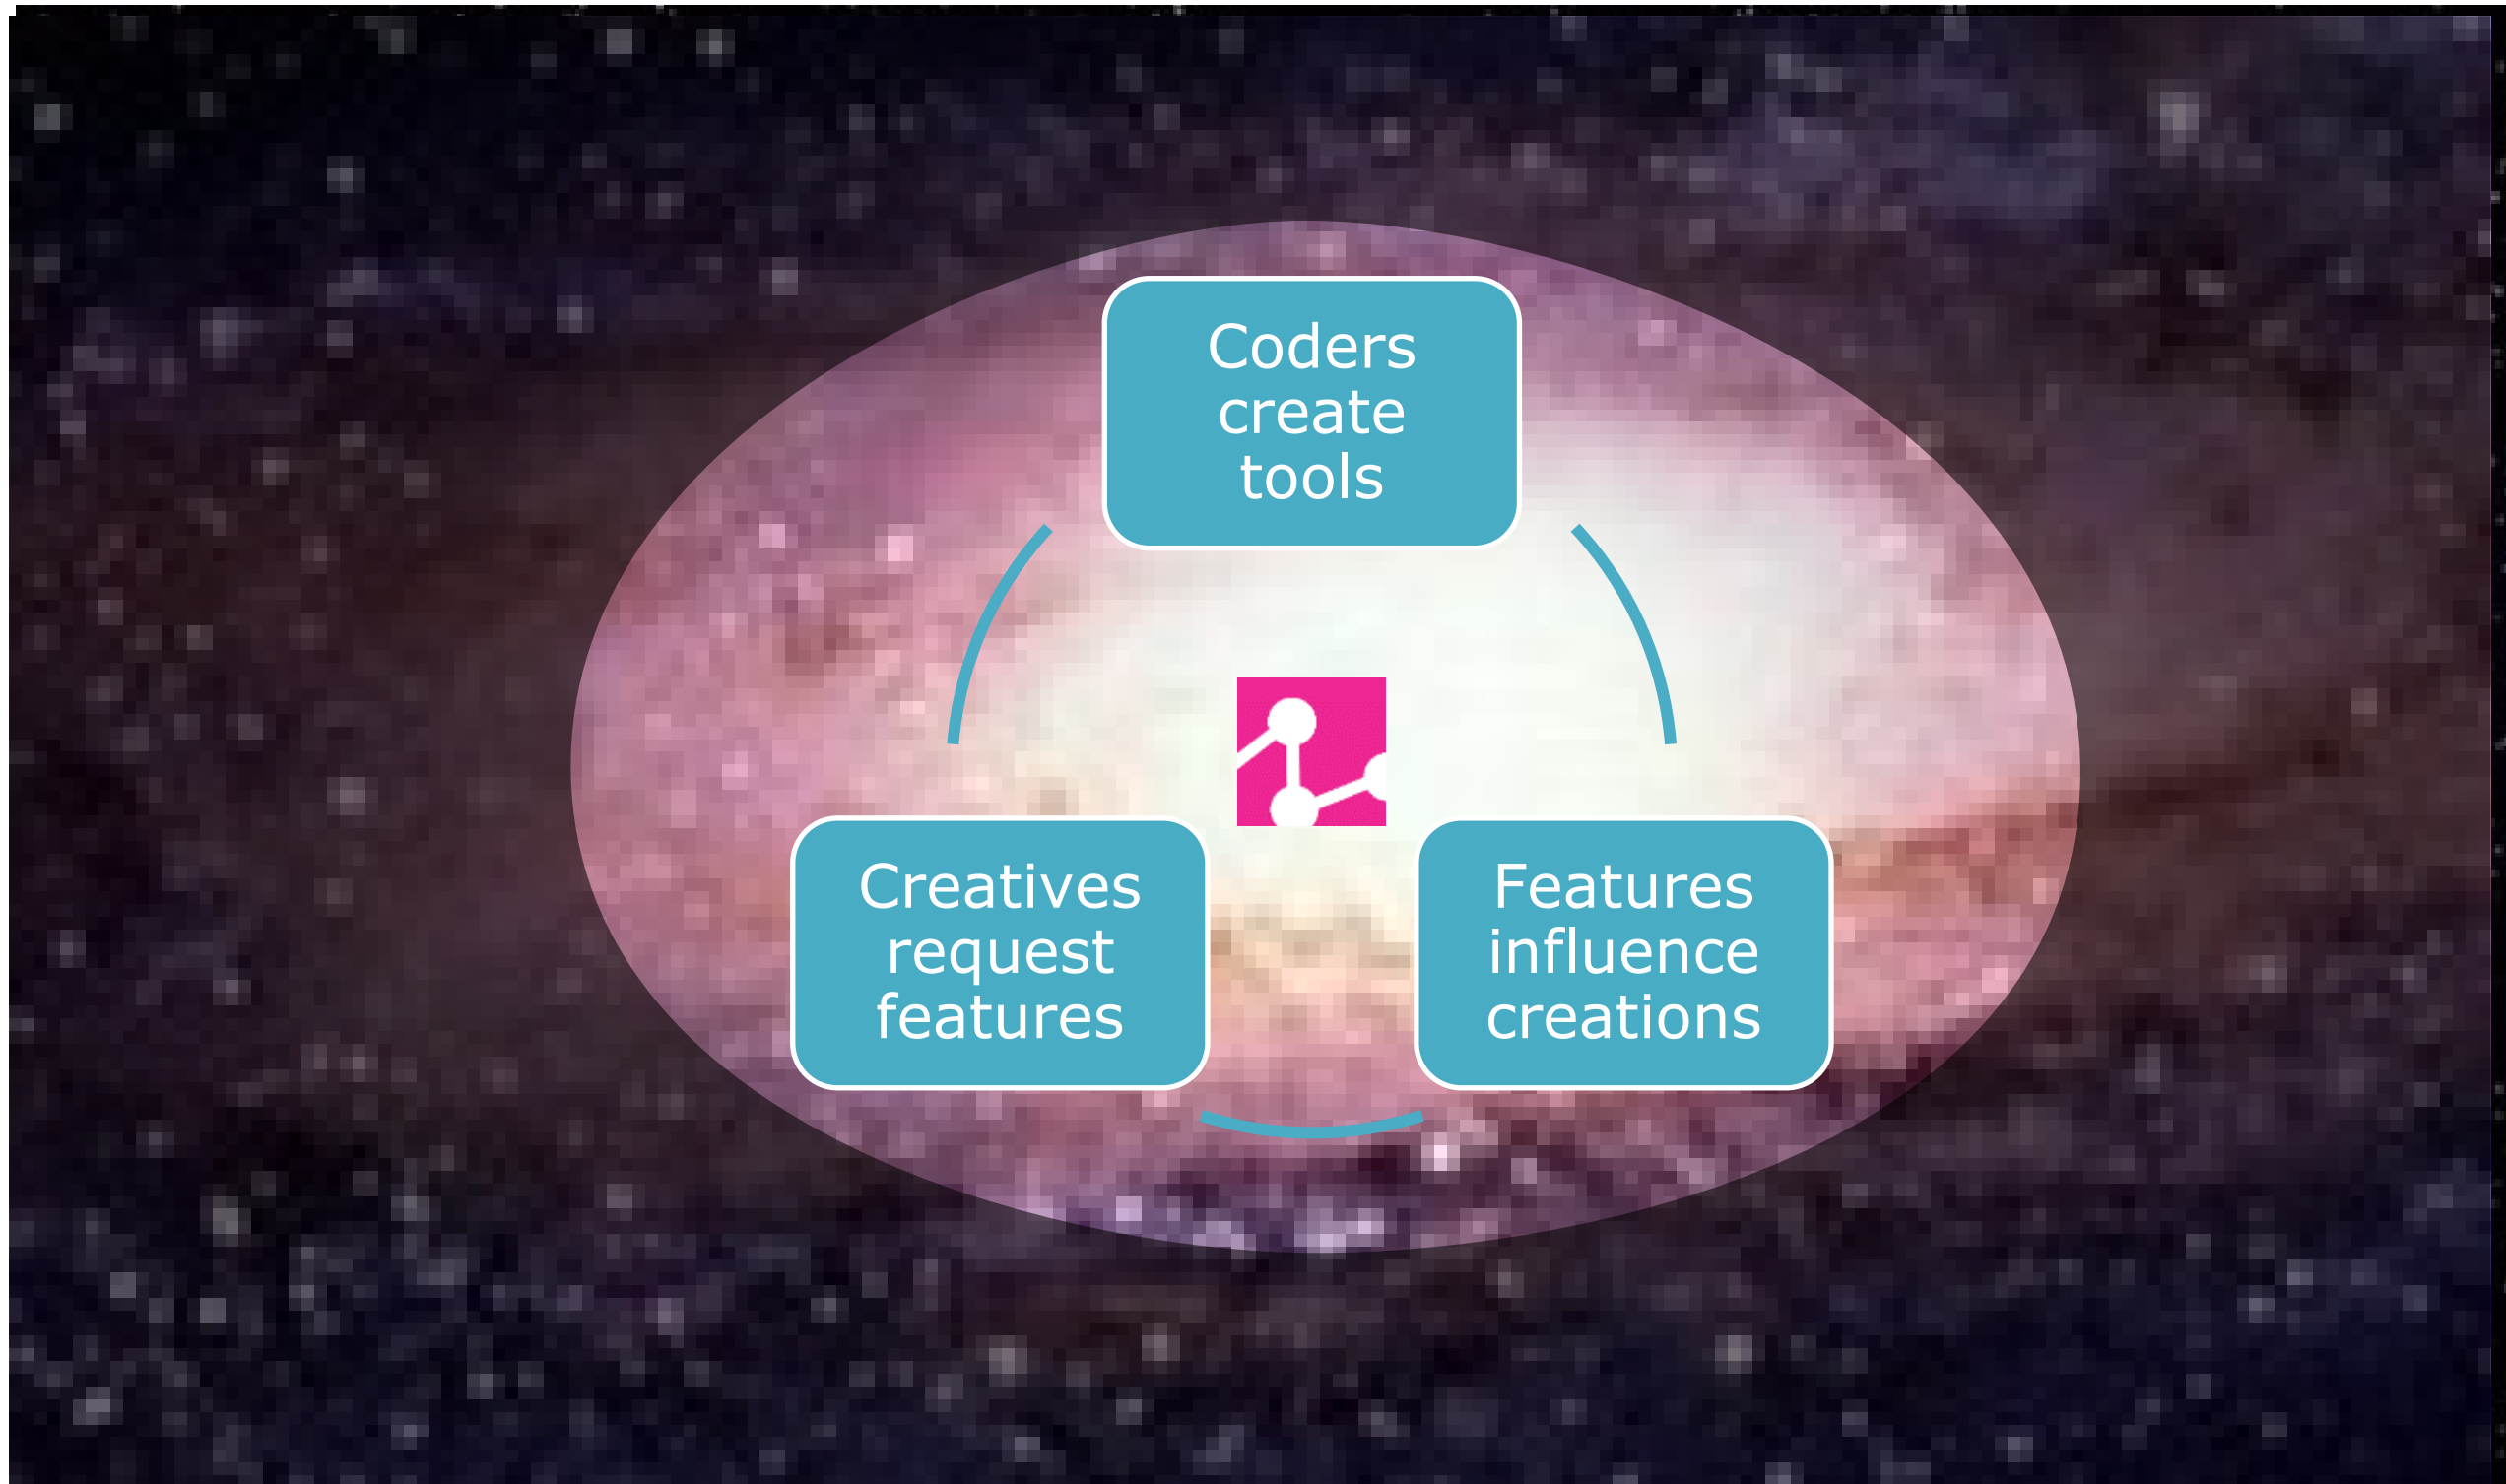 Coders
create
tools
Creatives
request
features
Features
influence
creations